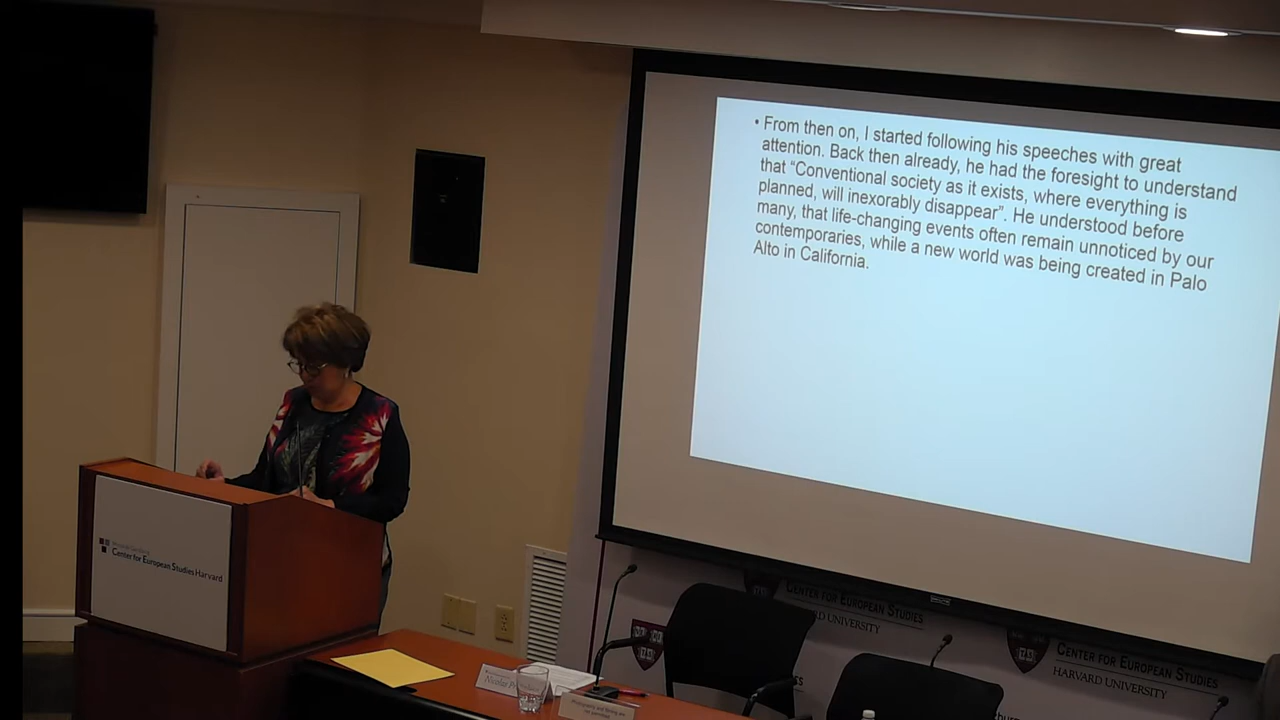 • From then on, I started following his speeches with great
attention. Back then already, he had the foresight to understand
that “Conventional society as it exists, where everything is
planned, will inexorably disappear”. He understood before
many, that life-changing events often remain unnoticed by our
contemporaries, while a new world was being created in Palo
Alto in California.
Center for European Studies Harvard
CENTER FOR EUROPEAN STUDIES
RD UNIVERSITY
CENTER FOR EUROPEAN STUDIES
HARVARD UNIVERSITY
Nicolas